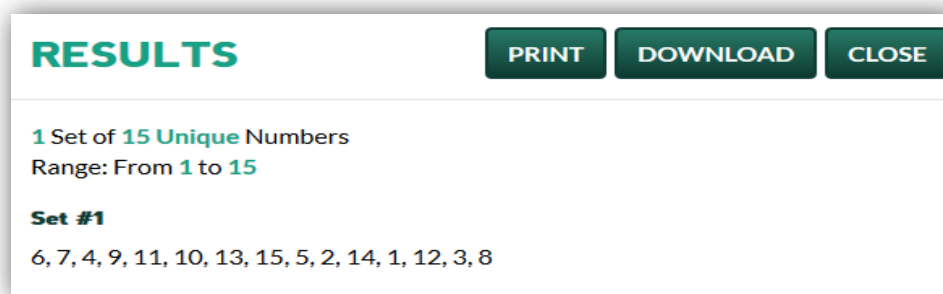 RESULTS PRINT DOWNLOAD CLOSE
1 Set of 15 Unique Numbers
Range: From 1 to 15
Set #1
6, 7, 4, 9, 11, 10, 13, 15, 5, 2, 14, 1, 12, 3, 8